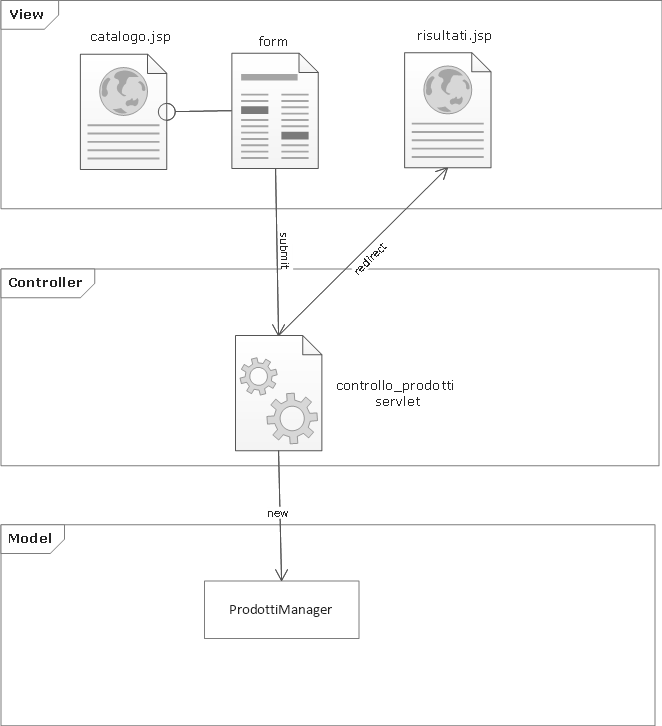 View
catalogo.jsp
form
risultati.jsp
submit
redirect
Controller
controllo_prodotti
servlet
new
Model
ProdottiManager